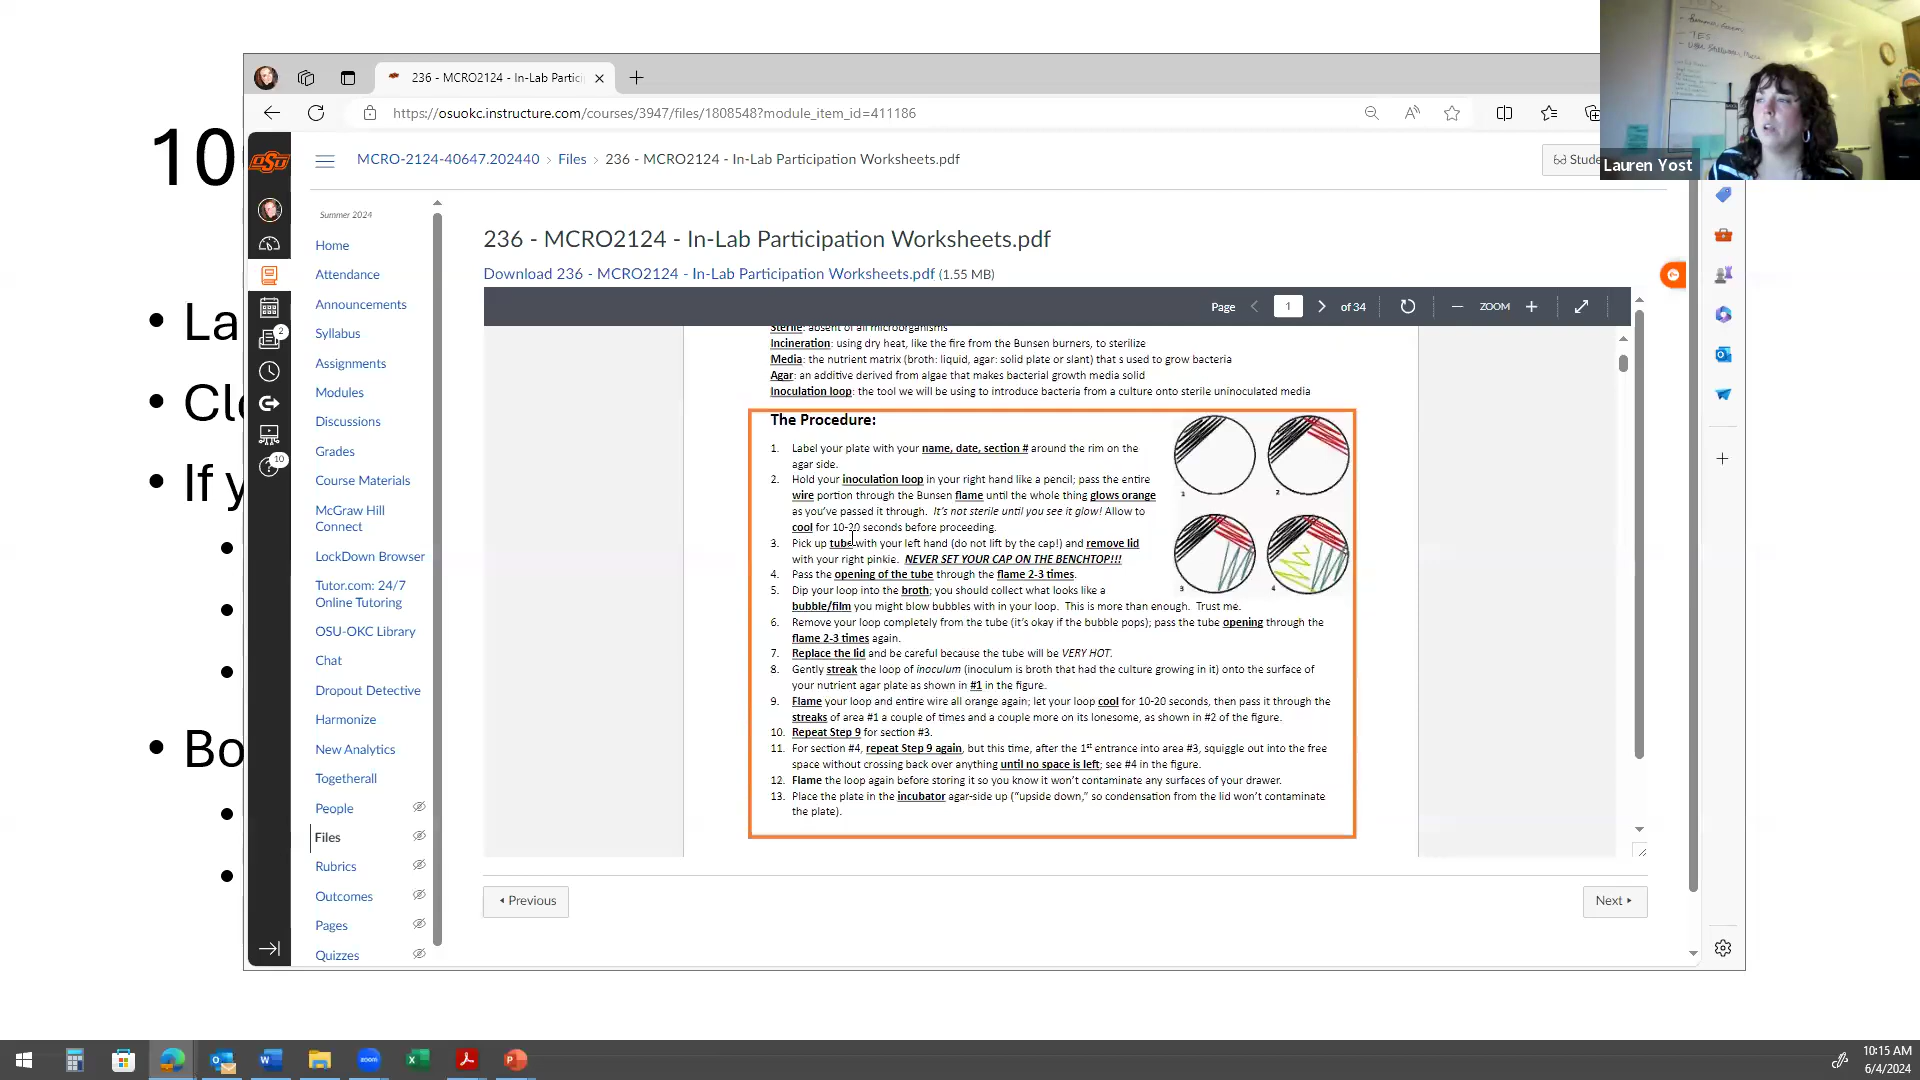 236 - MCRO2124 - In-Lab Partici
https://osuokc.instructure.com/courses/3947/files/1808548?module_item_id=411186
TES
Lauren Yost
10
La
Clo
If y
Bo
OSU
MCRO-2124-40647.202440 > Files > 236 - MCRO2124 - In-Lab Participation Worksheets.pdf
Stude
Summer 2024
Home
Attendance
Announcements
Syllabus
Assignments
Modules
Discussions
Grades
Course Materials
McGraw Hill
Connect
LockDown Browser
Tutor.com: 24/7
Online Tutoring
OSU-OKC Library
Chat
Dropout Detective
Harmonize
New Analytics
Togetherall
People
Files
Rubrics
Outcomes
Pages
Quizzes
2
10
236 - MCRO2124 - In-Lab Participation Worksheets.pdf
Download 236 - MCRO2124 - In-Lab Participation Worksheets.pdf (1.55 MB)
Page 1 of 34 ZOOM
Sterile: absent of all microorganisms
Incineration: using dry heat, like the fire from the Bunsen burners, to sterilize
Media: the nutrient matrix (broth: liquid, agar: solid plate or slant) that s used to grow bacteria
Agar: an additive derived from algae that makes bacterial growth media solid
Inoculation loop: the tool we will be using to introduce bacteria from a culture onto sterile uninoculated media
The Procedure:
1. Label your plate with your name, date, section # around the rim on the
agar side.
2. Hold your inoculation loop in your right hand like a pencil; pass the entire
wire portion through the Bunsen flame until the whole thing glows orange
as you've passed it through. It's not sterile until you see it glow! Allow to
cool for 10-20 seconds before proceeding.
3. Pick up tube with your left hand (do not lift by the cap!) and remove lid
with your right pinkie. NEVER SET YOUR CAP ON THE BENCHTOP!!!
4. Pass the opening of the tube through the flame 2-3 times.
5. Dip your loop into the broth; you should collect what looks like a
bubble/film you might blow bubbles with in your loop. This is more than enough. Trust me.
6. Remove your loop completely from the tube (it's okay if the bubble pops); pass the tube opening through the
flame 2-3 times again.
7. Replace the lid and be careful because the tube will be VERY HOT.
8. Gently streak the loop of inoculum (inoculum is broth that had the culture growing in it) onto the surface of
your nutrient agar plate as shown in #1 in the figure.
9. Flame your loop and entire wire all orange again; let your loop cool for 10-20 seconds, then pass it through the
streaks of area #1 a couple of times and a couple more on its lonesome, as shown in #2 of the figure.
10. Repeat Step 9 for section #3.
11. For section #4, repeat Step 9 again, but this time, after the 1st entrance into area #3, squiggle out into the free
space without crossing back over anything until no space is left; see #4 in the figure.
12. Flame the loop again before storing it so you know it won't contaminate any surfaces of your drawer.
13. Place the plate in the incubator agar-side up ("upside down," so condensation from the lid won't contaminate
the plate).
1
2
3
4
Previous
Next
zoom
10:15 AM
6/4/2024